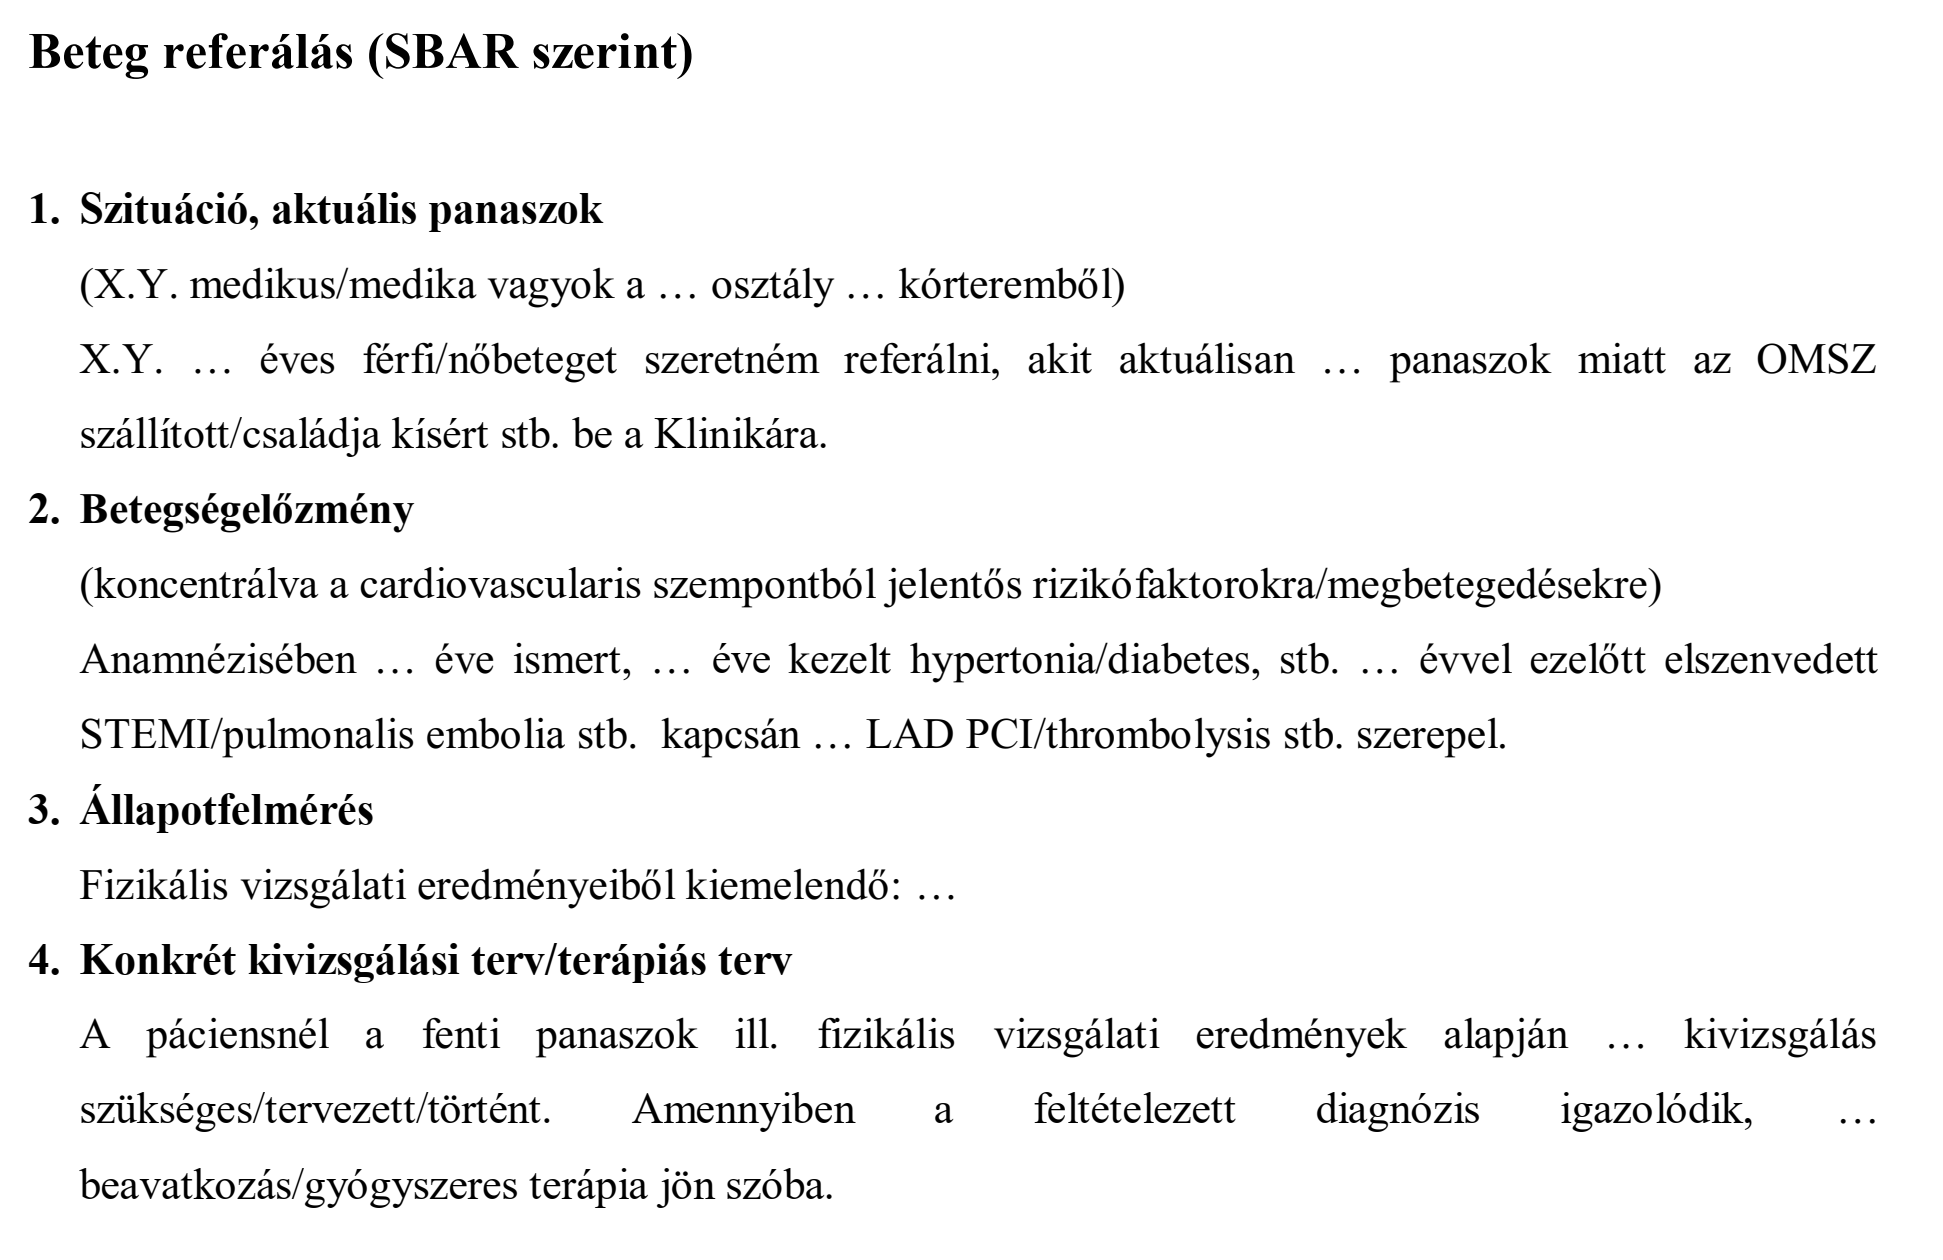 Beteg referálás (SBAR szerint)
1. Szituáció, aktuális panaszok
(X.Y. medikus/medika vagyok a … osztály … kórteremből)
X.Y. … éves férfi/nőbeteget szeretném referálni, akit aktuálisan … panaszok miatt az OMSZ
szállított/családja kísért stb. be a Klinikára.
2. Betegségelőzmény
(koncentrálva a cardiovascularis szempontból jelentős rizikófaktorokra/megbetegedésekre)
Anamnézisében … éve ismert, … éve kezelt hypertonia/diabetes, stb. … évvel ezelőtt elszenvedett
STEMI/pulmonalis embolia stb.  kapcsán … LAD PCI/thrombolysis stb. szerepel.
3. Állapotfelmérés
Fizikális vizsgálati eredményeiből kiemelendő: …
4. Konkrét kivizsgálási terv/terápiás terv
A páciensnél a fenti panaszok ill. fizikális vizsgálati eredmények alapján … kivizsgálás
szükséges/tervezett/történt. Amennyiben a feltételezett diagnózis igazolódik, …
beavatkozás/gyógyszeres terápia jön szóba.